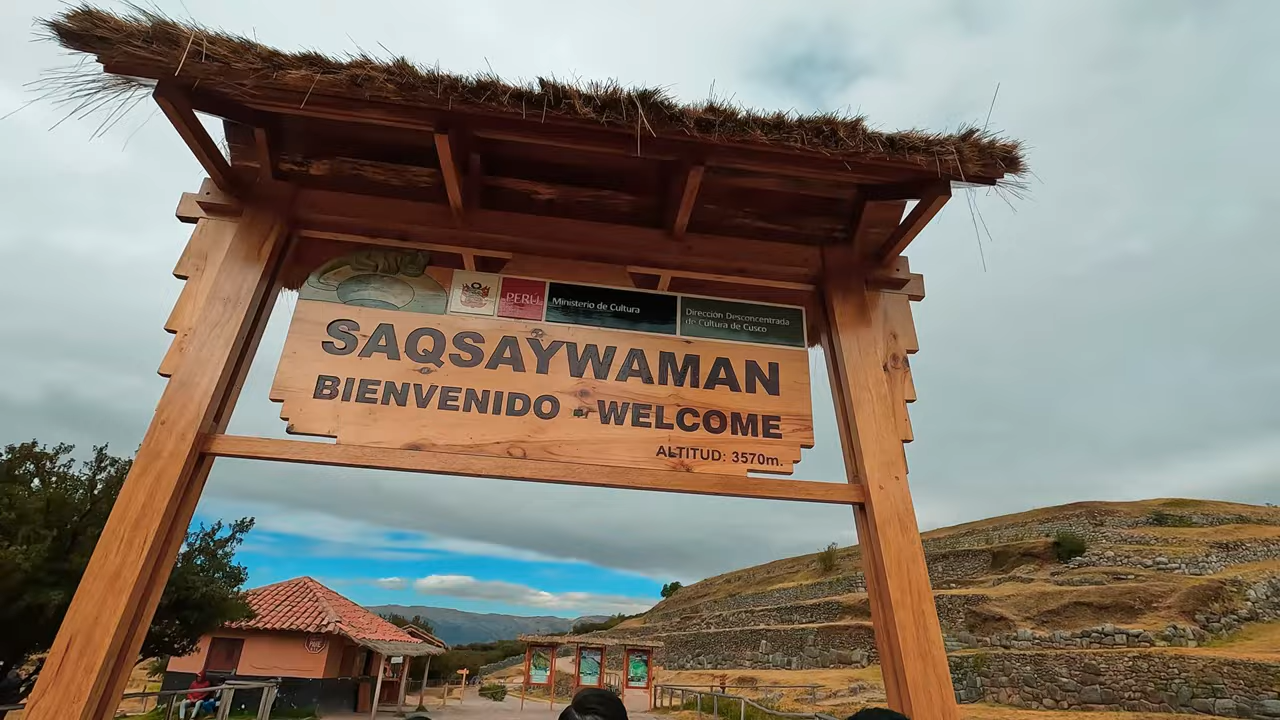 PERÚ
Ministerio de Cultura
Dirección Desconcentrada
de Cultura de Cusco
SAQSAYWAMAN
BIENVENIDO - WELCOME
ALTITUD: 3570m.